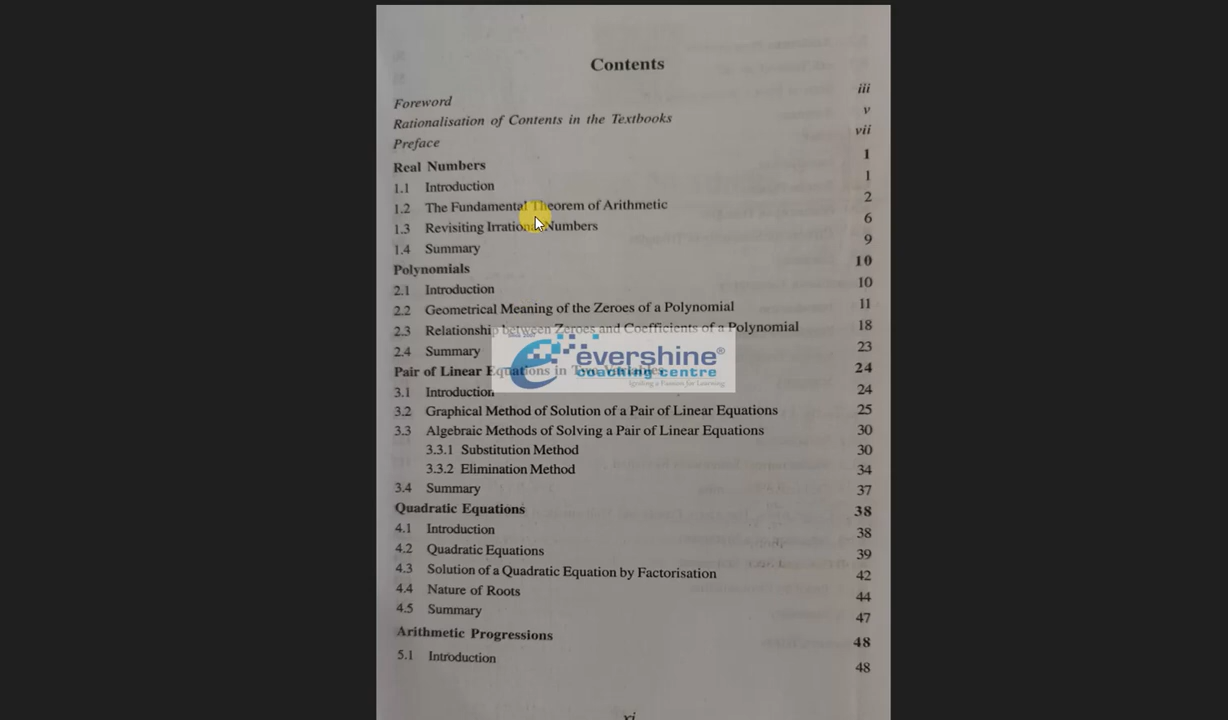 Contents
Foreword iii
Rationalisation of Contents in the Textbooks v
Preface vii
Real Numbers 1
1.1 Introduction 1
1.2 The Fundamental Theorem of Arithmetic 2
1.3 Revisiting Irrational Numbers 6
1.4 Summary 9
Polynomials 10
2.1 Introduction 10
2.2 Geometrical Meaning of the Zeroes of a Polynomial 11
2.3 Relationship between Zeroes and Coefficients of a Polynomial 18
2.4 Summary 23
evershine®
coaching centre
Igniting a Passion for Learning
Pair of Linear Equations in Two Variables 24
3.1 Introduction 24
3.2 Graphical Method of Solution of a Pair of Linear Equations 25
3.3 Algebraic Methods of Solving a Pair of Linear Equations 30
3.3.1 Substitution Method 30
3.3.2 Elimination Method 34
3.4 Summary 37
Quadratic Equations 38
4.1 Introduction 38
4.2 Quadratic Equations 39
4.3 Solution of a Quadratic Equation by Factorisation 42
4.4 Nature of Roots 44
4.5 Summary 47
Arithmetic Progressions 48
5.1 Introduction 48
xi